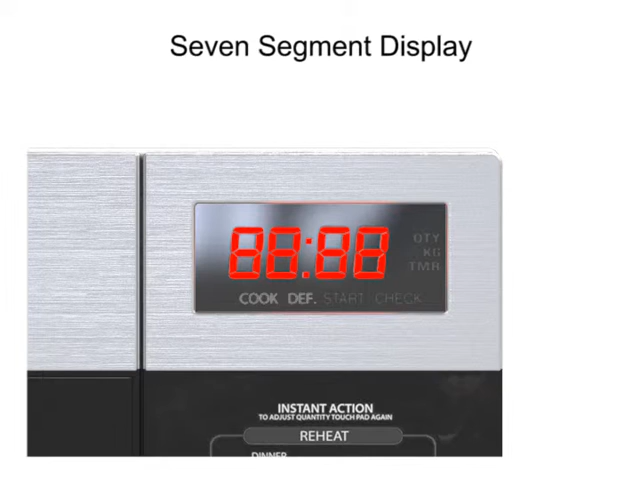 Seven Segment Display
88:88
QTY
KG
TMR
COOK DEF. START CHECK
INSTANT ACTION
TO ADJUST QUANTITY TOUCH PAD AGAIN
REHEAT
DINNER